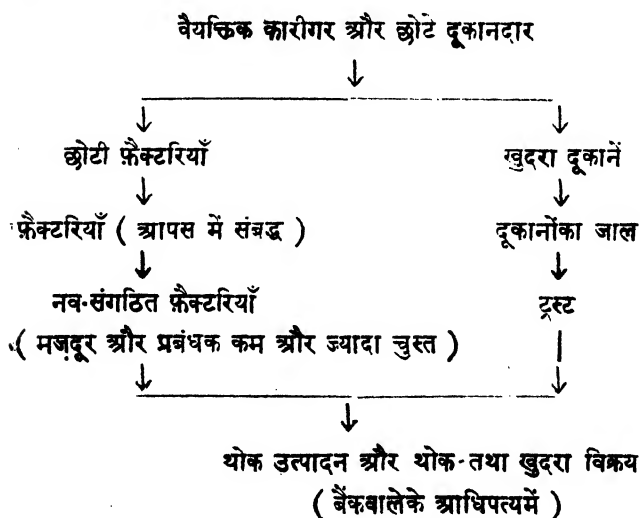 वैयक्तिक कारीगर और छोटे दूकानदार
छोटी फ़ैक्टरियाँ खुदरा दूकानें
फ़ैक्टरियाँ ( आपस में संबद्ध ) दूकानोंका जाल
नव-संगठित फ़ैक्टरियाँ ट्रस्ट
( मज़दूर और प्रबंधक कम और ज्यादा चुस्त )
थोक उत्पादन और थोक-तथा खुदरा विक्रय
( बैंकवालेके आधिपत्यमें )